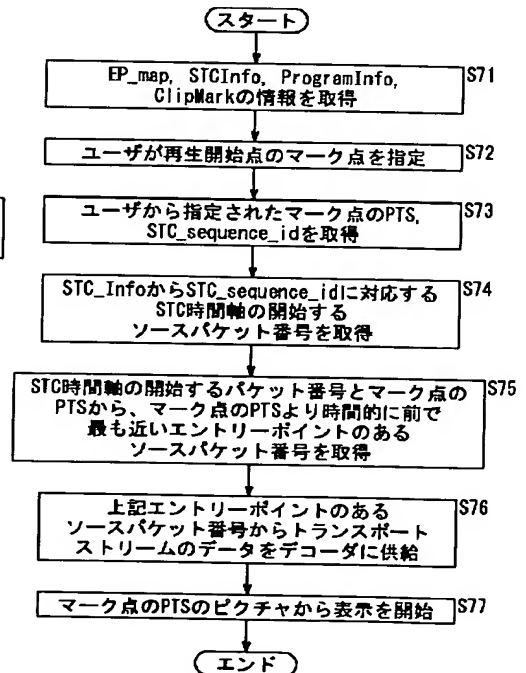 スタート
EP_map, STCInfo, ProgramInfo,
ClipMarkの情報を取得
S71
ユーザが再生開始点のマーク点を指定
S72
ユーザから指定されたマーク点のPTS,
STC_sequence_idを取得
S73
STC_InfoからSTC_sequence_idに対応する
STC時間軸の開始する
ソースパケット番号を取得
S74
STC時間軸の開始するパケット番号とマーク点の
PTSから、マーク点のPTSより時間的に前で
最も近いエントリーポイントのある
ソースパケット番号を取得
S75
上記エントリーポイントのある
ソースパケット番号からトランスポート
ストリームのデータをデコーダに供給
S76
マーク点のPTSのピクチャから表示を開始
S77
エンド